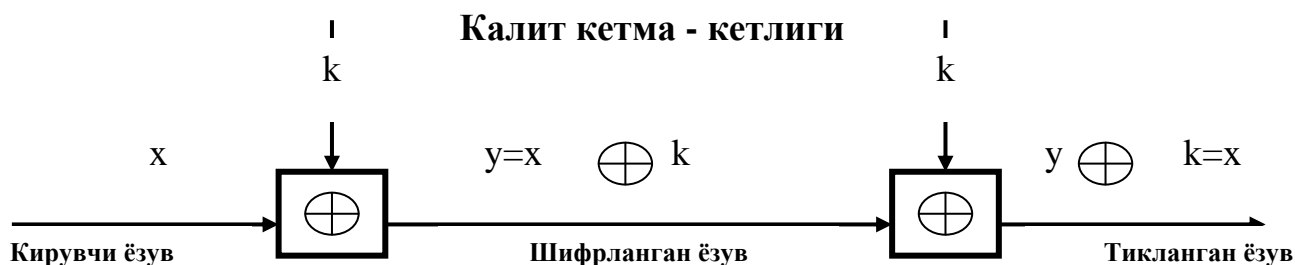 Калит кетма - кетлиги
k k
x y=x ⊕ k y ⊕ k=x
⊕ ⊕
Кирувчи ёзув Шифрланган ёзув Тикланган ёзув